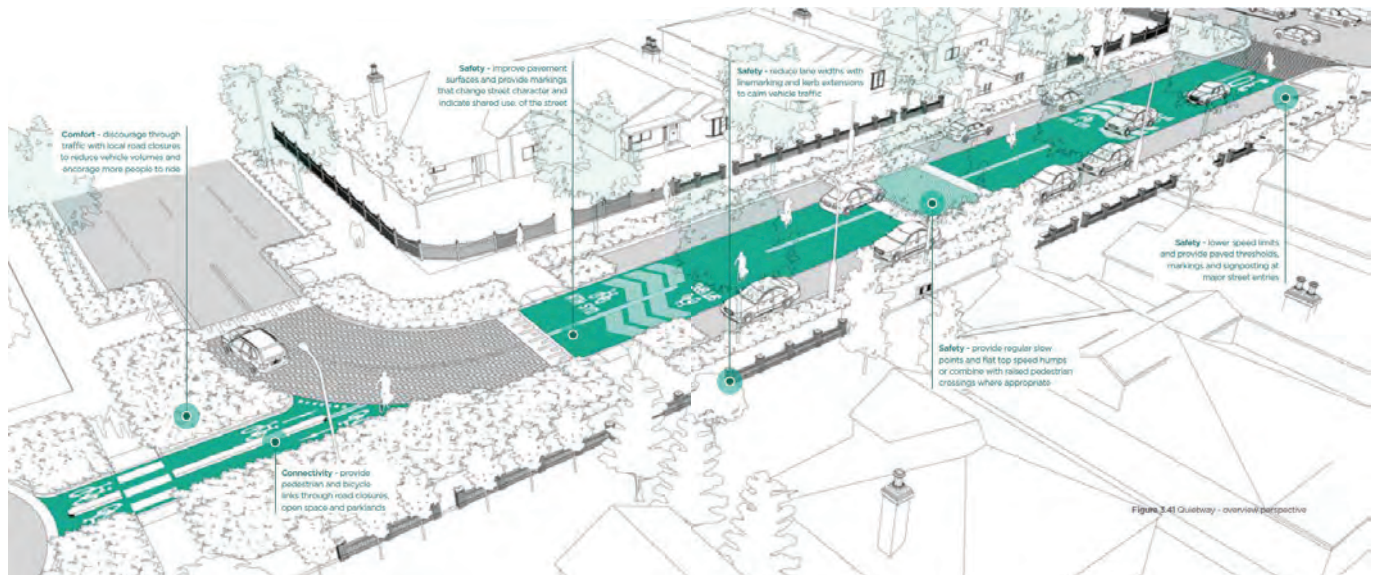 Safety - improve pavement
surfaces and provide markings
that change street character and
indicate shared use, of the street
Safety - reduce lane widths with
linemarking and kerb extensions
to calm vehicle traffic
Comfort - discourage through
traffic with local road closures
to reduce vehicle volumes and
encorage more people to ride
Safety - lower speed limits
and provide paved thresholds,
markings and signposting at
major street entries
Safety - provide regular slow
points and flat top speed humps
or combine with raised pedestrian
crossings where appropriate
Connectivity - provide
pedestrian and bicycle
links through road closures,
open space and parklands
Figure 3.41 Quietway - overview perspective